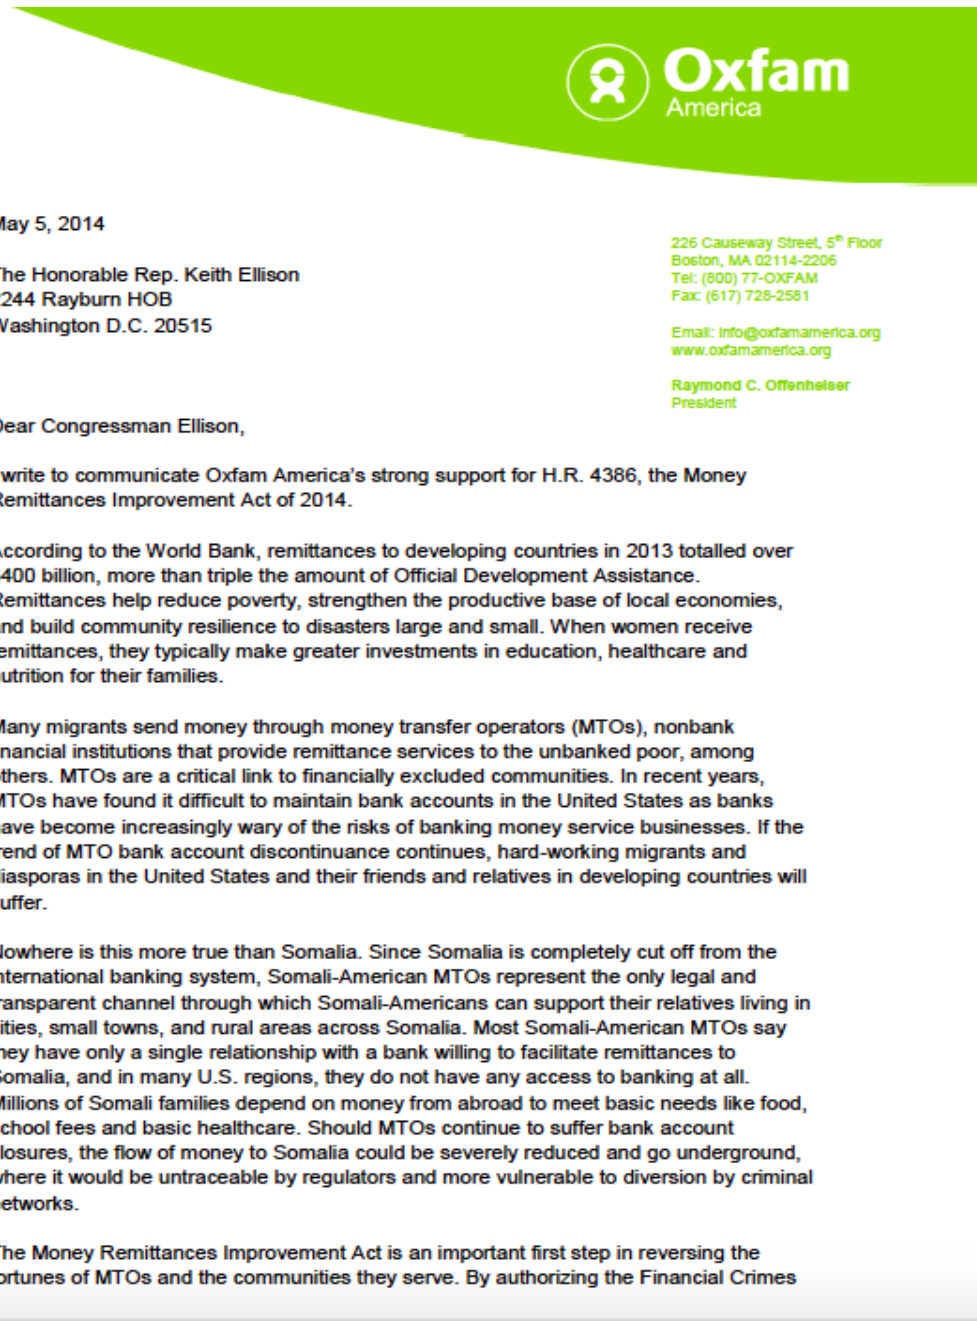 May 5, 2014
The Honorable Rep. Keith Ellison
2244 Rayburn HOB
Washington D.C. 20515
Oxfam
America
226 Causeway Street, 5th Floor
Boston, MA 02114-2206
Tel: (800) 77-OXFAM
Fax: (617) 728-2581
Email: info@oxfamamerica.org
www.oxfamamerica.org
Raymond C. Offenheiser
President
Dear Congressman Ellison,
write to communicate Oxfam America's strong support for H.R. 4386, the Money
Remittances Improvement Act of 2014.
According to the World Bank, remittances to developing countries in 2013 totalled over
$400 billion, more than triple the amount of Official Development Assistance.
Remittances help reduce poverty, strengthen the productive base of local economies,
and build community resilience to disasters large and small. When women receive
remittances, they typically make greater investments in education, healthcare and
nutrition for their families.
Many migrants send money through money transfer operators (MTOs), nonbank
financial institutions that provide remittance services to the unbanked poor, among
others. MTOs are a critical link to financially excluded communities. In recent years,
MTOs have found it difficult to maintain bank accounts in the United States as banks
have become increasingly wary of the risks of banking money service businesses. If the
trend of MTO bank account discontinuance continues, hard-working migrants and
diasporas in the United States and their friends and relatives in developing countries will
suffer.
Nowhere is this more true than Somalia. Since Somalia is completely cut off from the
international banking system, Somali-American MTOs represent the only legal and
transparent channel through which Somali-Americans can support their relatives living in
cities, small towns, and rural areas across Somalia. Most Somali-American MTOs say
they have only a single relationship with a bank willing to facilitate remittances to
Somalia, and in many U.S. regions, they do not have any access to banking at all.
Millions of Somali families depend on money from abroad to meet basic needs like food,
school fees and basic healthcare. Should MTOs continue to suffer bank account
closures, the flow of money to Somalia could be severely reduced and go underground,
where it would be untraceable by regulators and more vulnerable to diversion by criminal
networks.
The Money Remittances Improvement Act is an important first step in reversing the
fortunes of MTOs and the communities they serve. By authorizing the Financial Crimes